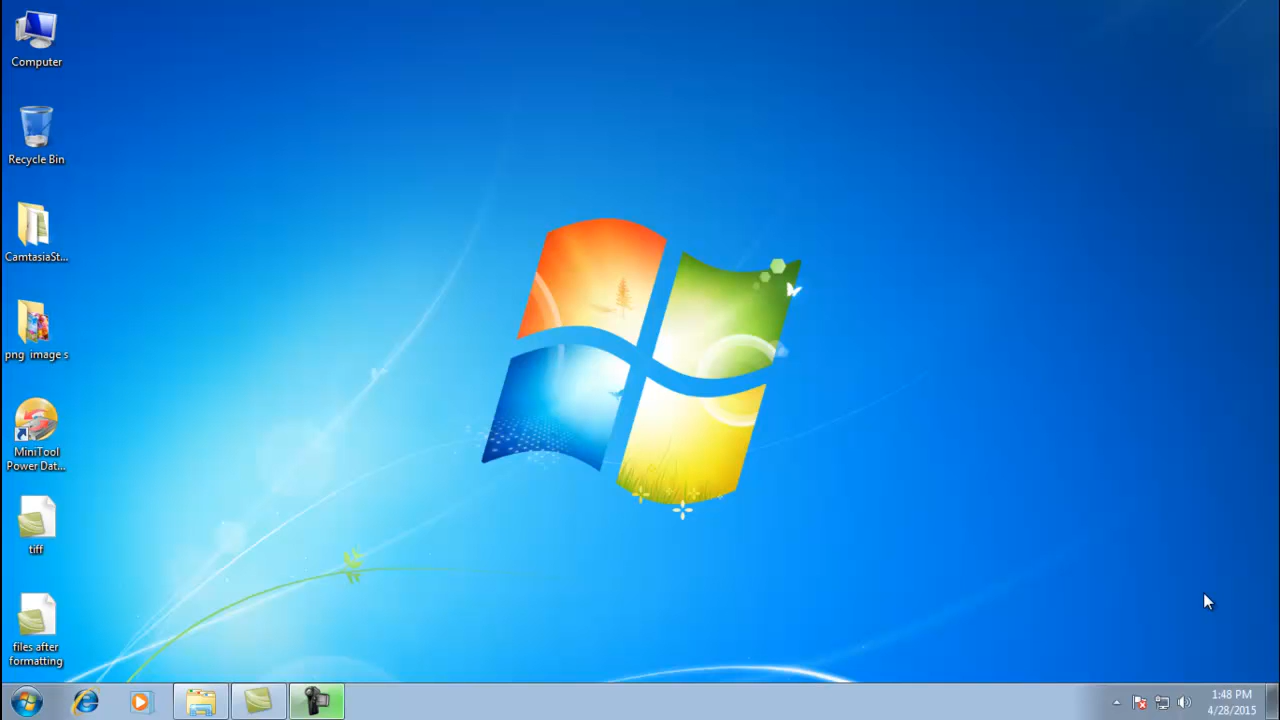 Computer
Recycle Bin
CamtasiaSt...
png image s
MiniTool
Power Dat...
tiff
files after
formatting
1:48 PM
4/28/2015